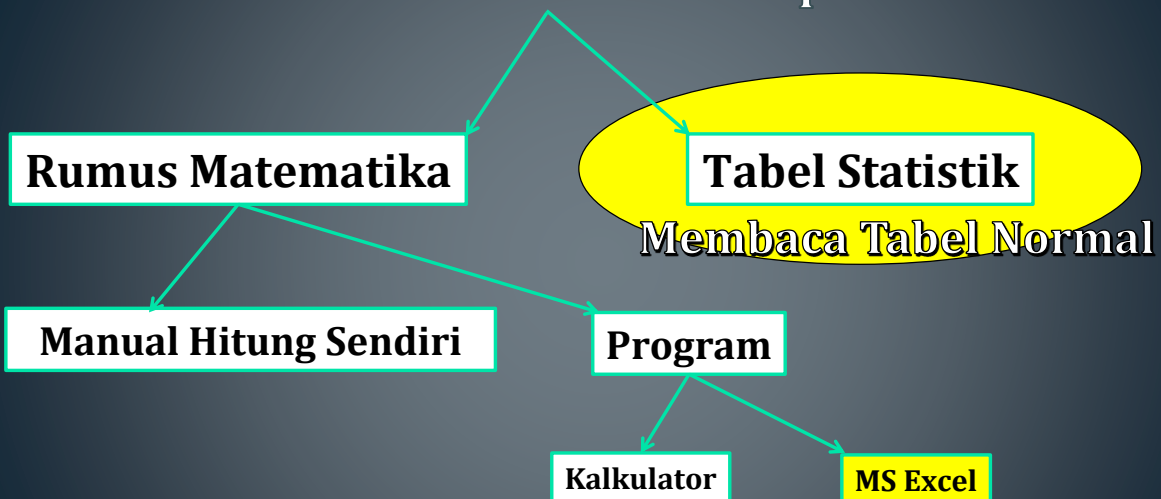 Rumus Matematika
Tabel Statistik
Membaca Tabel Normal
Manual Hitung Sendiri
Program
Kalkulator
MS Excel